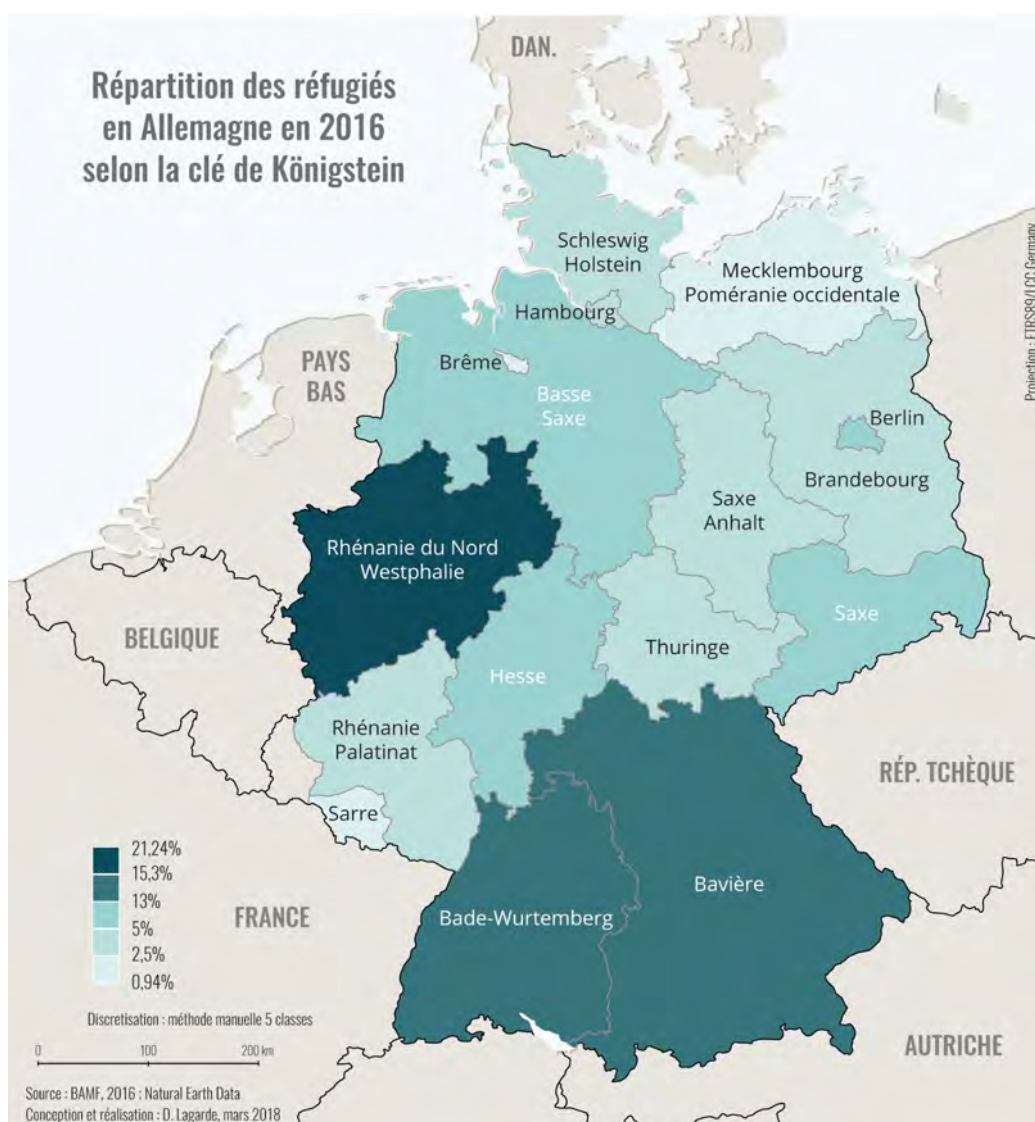 Répartition des réfugiés
en Allemagne en 2016
selon la clé de Königstein
DAN.
Schleswig
Holstein
Mecklembourg
Poméranie occidentale
Hambourg
Brême
PAYS
BAS
Basse
Saxe
Berlin
Brandebourg
Saxe
Anhalt
Rhénanie du Nord
Westphalie
BELGIQUE
Saxe
Thuringe
Hesse
Rhénanie
Palatinat
RÉP. TCHÈQUE
Sarre
Bavière
Bade-Wurtemberg
FRANCE
AUTRICHE
21,24%
15,3%
13%
5%
2,5%
0,94%
Discretisation : méthode manuelle 5 classes
0 100 200 km
Source : BAMF, 2016 ; Natural Earth Data
Conception et réalisation : D. Lagarde, mars 2018
Projection : ETRS89/LCC Germany